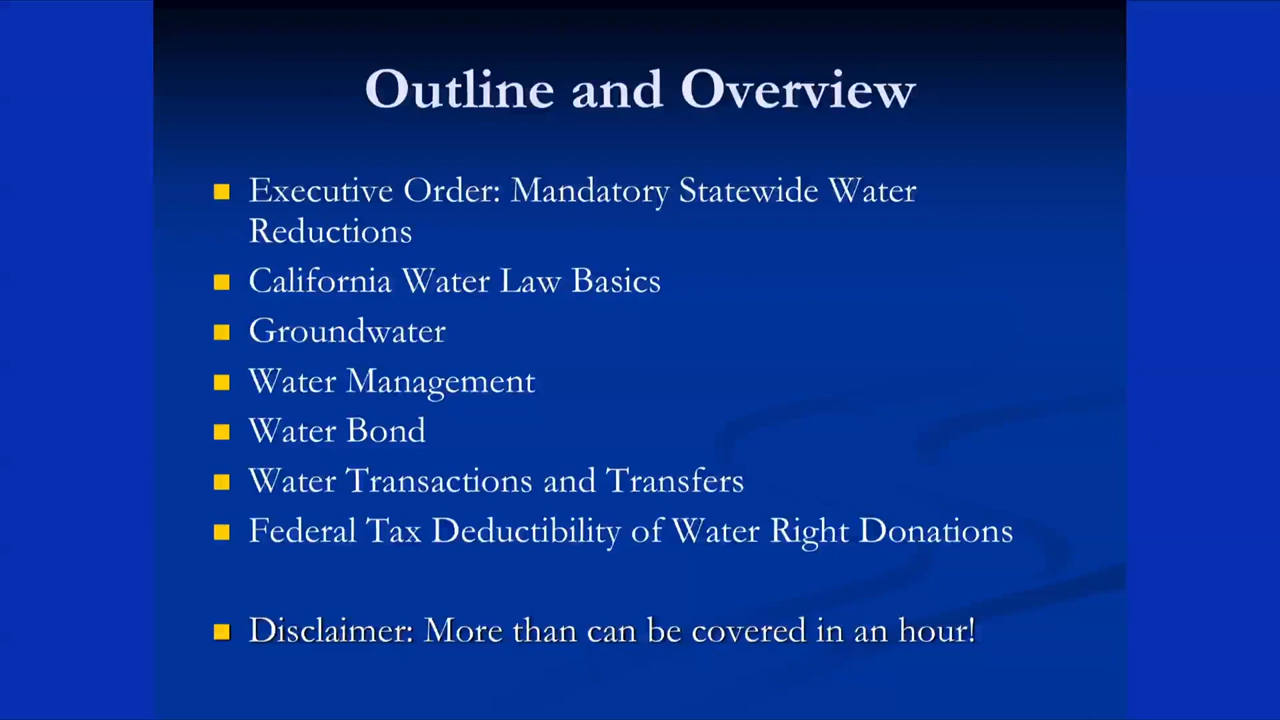 Outline and Overview
Executive Order: Mandatory Statewide Water
Reductions
California Water Law Basics
Groundwater
Water Management
Water Bond
Water Transactions and Transfers
Federal Tax Deductibility of Water Right Donations
Disclaimer: More than can be covered in an hour!